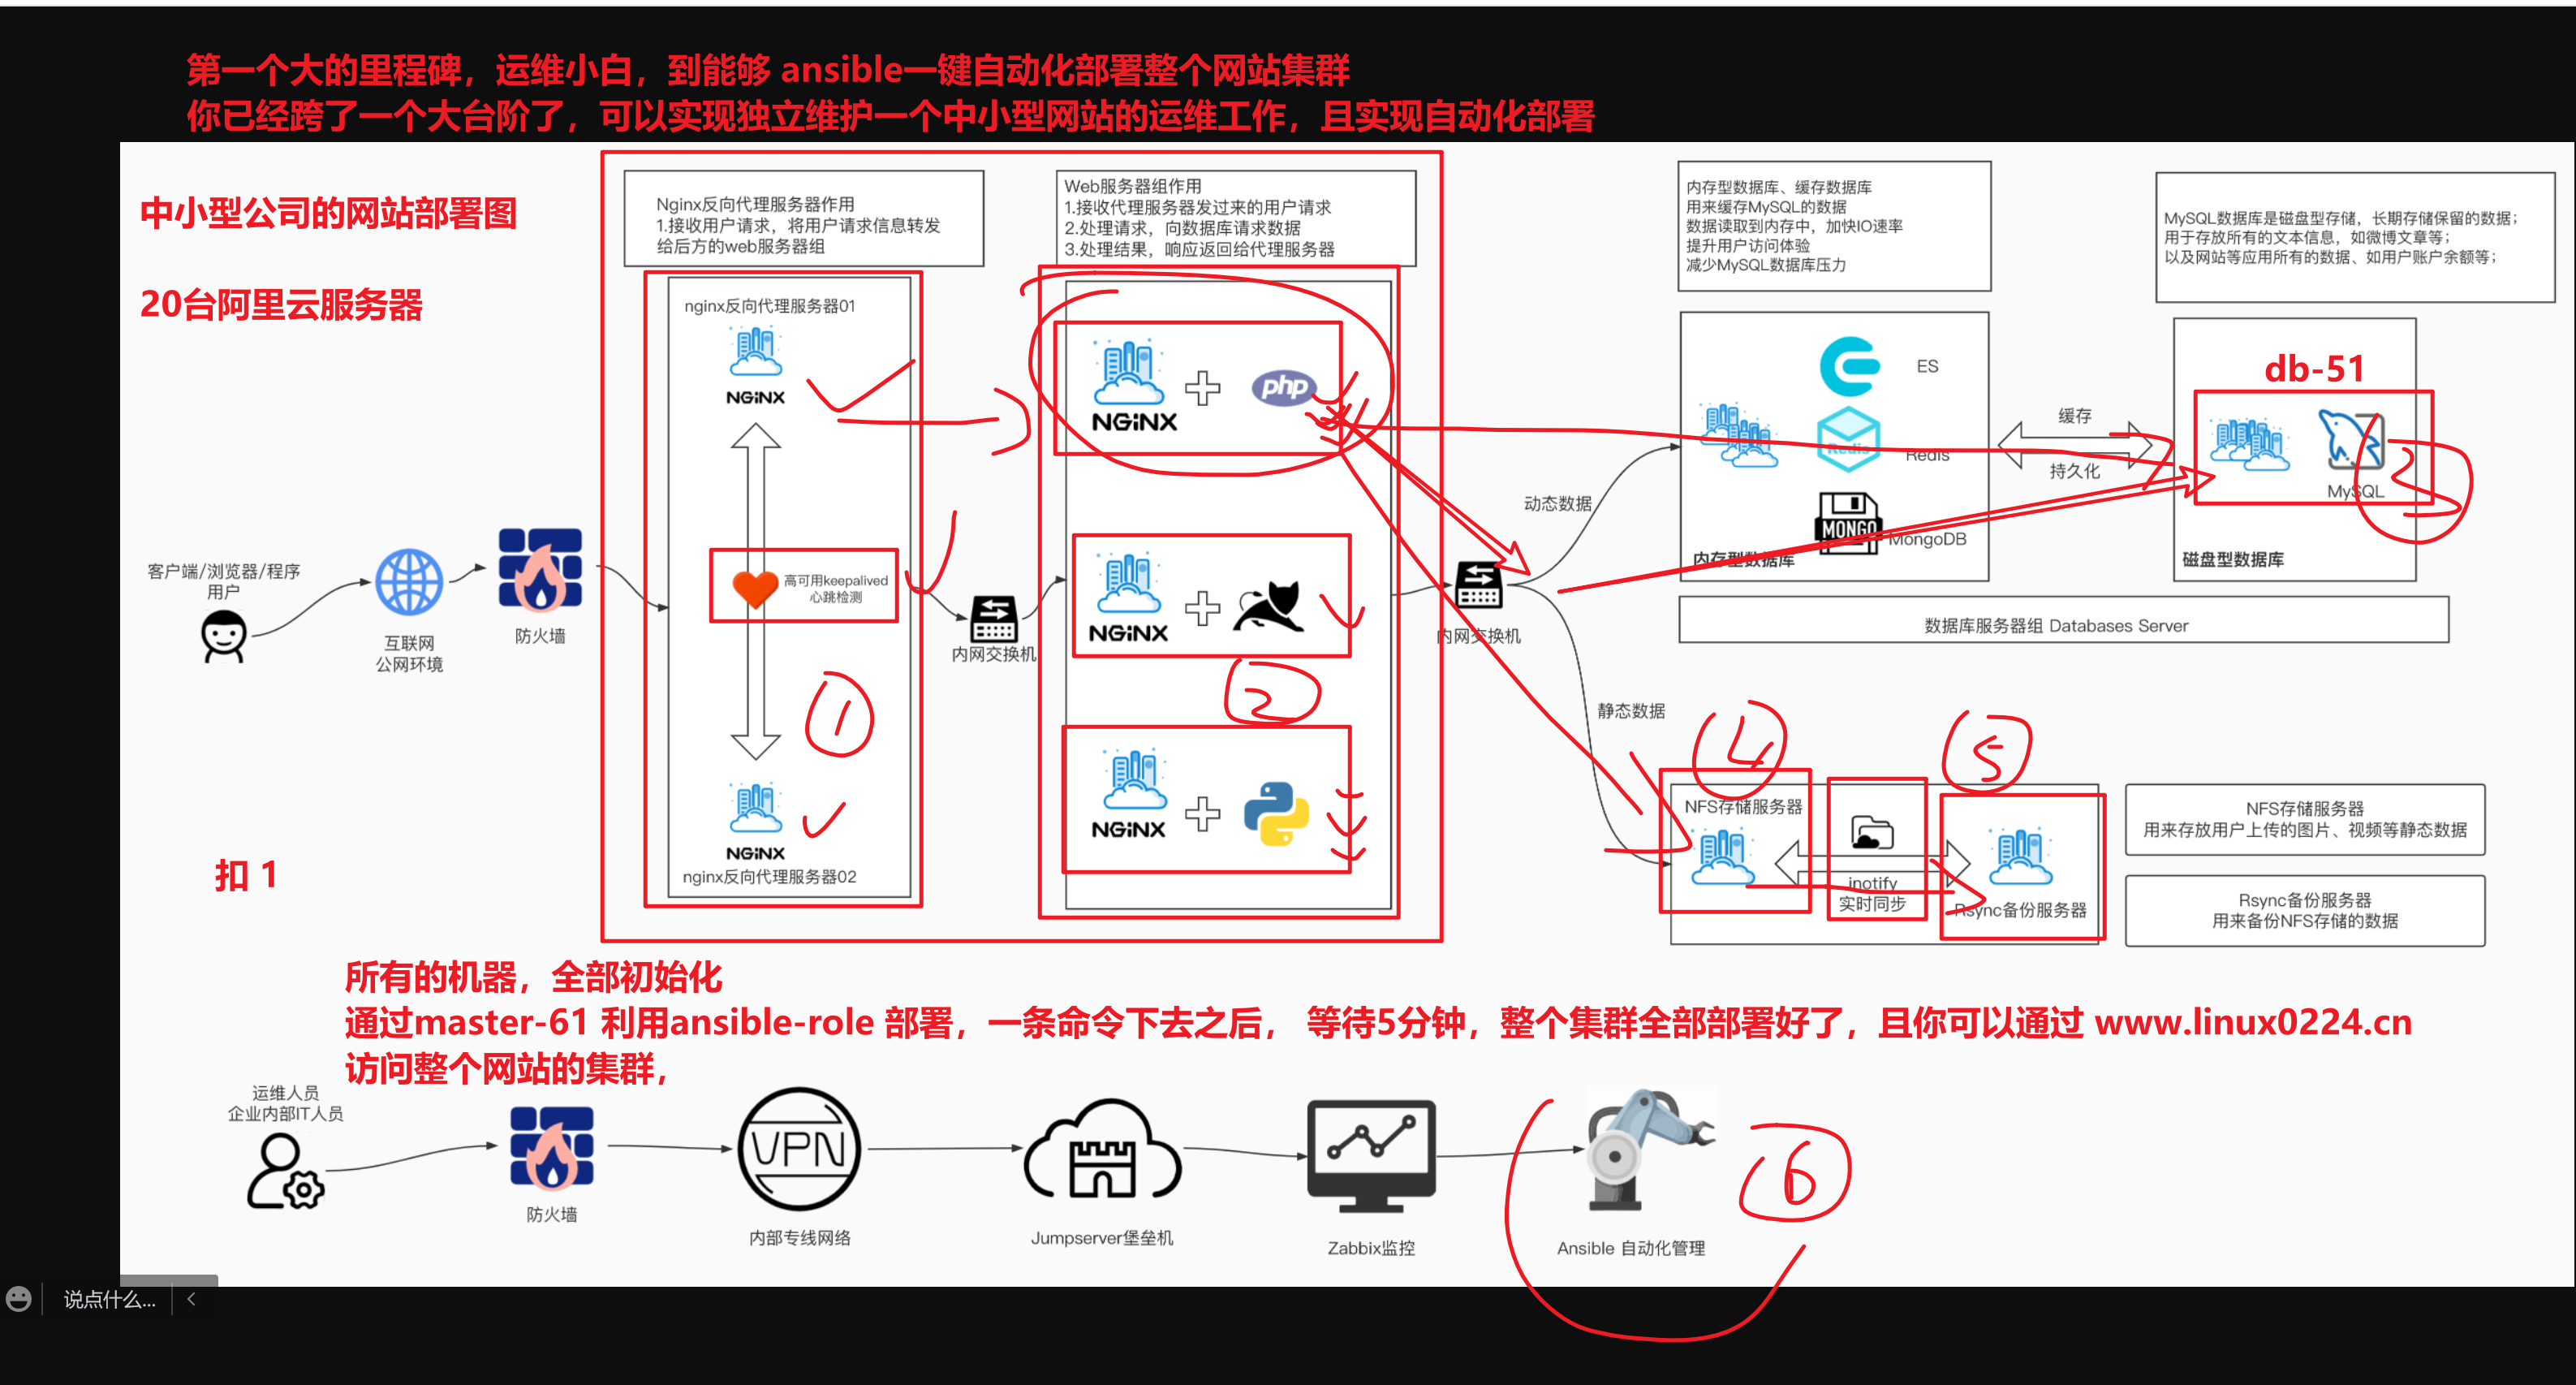 第一个大的里程碑，运维小白，到能够 ansible一键自动化部署整个网站集群
你已经跨了一个大台阶了，可以实现独立维护一个中小型网站的运维工作，且实现自动化部署
中小型公司的网站部署图
20台阿里云服务器
Nginx反向代理服务器作用
1.接收用户请求，将用户请求信息转发
给后方的web服务器组
Web服务器组作用
1.接收代理服务器发过来的用户请求
2.处理请求，向数据库请求数据
3.处理结果，响应返回给代理服务器
内存型数据库、缓存数据库
用来缓存MySQL的数据
数据读取到内存中，加快IO速率
提升用户访问体验
减少MySQL数据库压力
MySQL数据库是磁盘型存储，长期存储保留的数据；
用于存放所有的文本信息，如微博文章等；
以及网站等应用所有的数据、如用户账户余额等；
nginx反向代理服务器01
NGiNX
高可用keepalived
心跳检测
①
NGiNX
nginx反向代理服务器02
NGiNX
php
NGiNX
②
NGiNX
客户端/浏览器/程序
用户
互联网
公网环境
防火墙
内网交换机
内网交换机
动态数据
静态数据
ES
Redis
Redis
MONGO
MongoDB
内存型数据库
缓存
持久化
db-51
MySQL
③
磁盘型数据库
数据库服务器组 Databases Server
④
⑤
NFS存储服务器
inotify
实时同步
Rsync备份服务器
NFS存储服务器
用来存放用户上传的图片、视频等静态数据
Rsync备份服务器
用来备份NFS存储的数据
扣 1
所有的机器，全部初始化
通过master-61 利用ansible-role 部署，一条命令下去之后， 等待5分钟，整个集群全部部署好了，且你可以通过 www.linux0224.cn
访问整个网站的集群，
运维人员
企业内部IT人员
防火墙
VPN
内部专线网络
Jumpserver堡垒机
Zabbix监控
Ansible 自动化管理
⑥
说点什么...